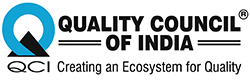 QUALITY COUNCIL®
OF INDIA
QCI Creating an Ecosystem for Quality